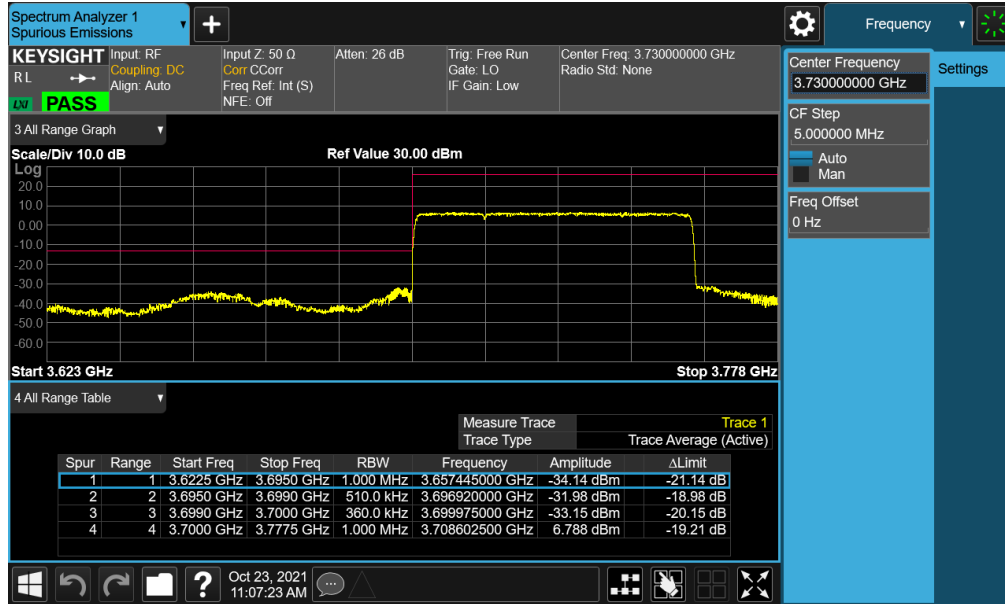 Spectrum Analyzer 1
Spurious Emissions
Frequency
KEYSIGHT
R L
LXI
PASS
Input: RF
Coupling: DC
Align: Auto
Input Z: 50 Ω
Corr CCorr
Freq Ref: Int (S)
NFE: Off
Atten: 26 dB
Trig: Free Run
Gate: LO
IF Gain: Low
Center Freq: 3.730000000 GHz
Radio Std: None
Center Frequency
3.730000000 GHz
Settings
CF Step
5.000000 MHz
Auto
Man
Freq Offset
0 Hz
3 All Range Graph
Scale/Div 10.0 dB Ref Value 30.00 dBm
Log
20.0
10.0
0.00
-10.0
-20.0
-30.0
-40.0
-50.0
-60.0
Start 3.623 GHz Stop 3.778 GHz
4 All Range Table
Measure Trace Trace 1
Trace Type Trace Average (Active)
Spur Range Start Freq Stop Freq RBW Frequency Amplitude ΔLimit
1 1 3.6225 GHz 3.6950 GHz 1.000 MHz 3.657445000 GHz -34.14 dBm -21.14 dB
2 2 3.6950 GHz 3.6990 GHz 510.0 kHz 3.696920000 GHz -31.98 dBm -18.98 dB
3 3 3.6990 GHz 3.7000 GHz 360.0 kHz 3.699975000 GHz -33.15 dBm -20.15 dB
4 4 3.7000 GHz 3.7775 GHz 1.000 MHz 3.708602500 GHz 6.788 dBm -19.21 dB
Oct 23, 2021
11:07:23 AM